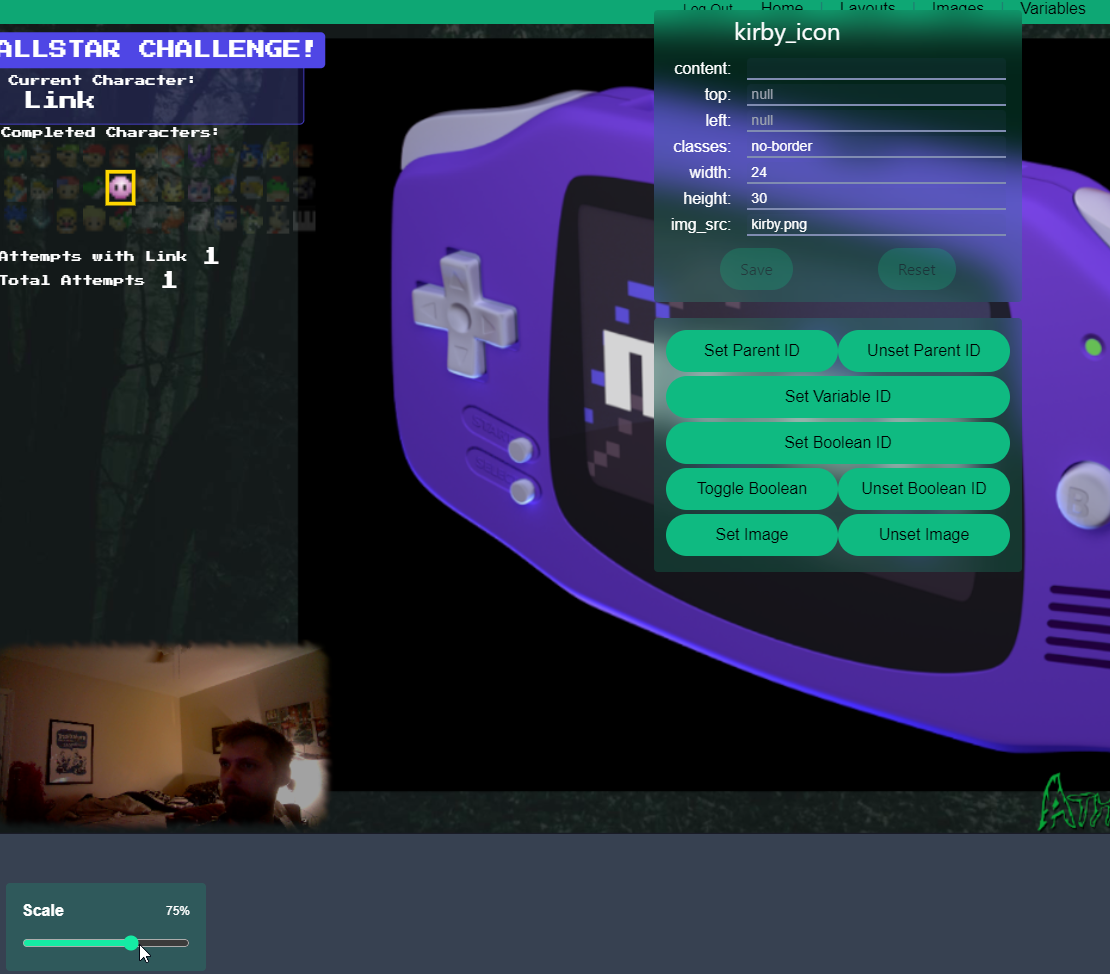 Log Out | Home | Layouts | Images | Variables
ALLSTAR CHALLENGE!
Current Character:
Link
Completed Characters:
Attempts with Link 1
Total Attempts 1
kirby_icon
content:
top: null
left: null
classes: no-border
width: 24
height: 30
img_src: kirby.png
Save Reset
Set Parent ID Unset Parent ID
Set Variable ID
Set Boolean ID
Toggle Boolean Unset Boolean ID
Set Image Unset Image
B
Scale 75%